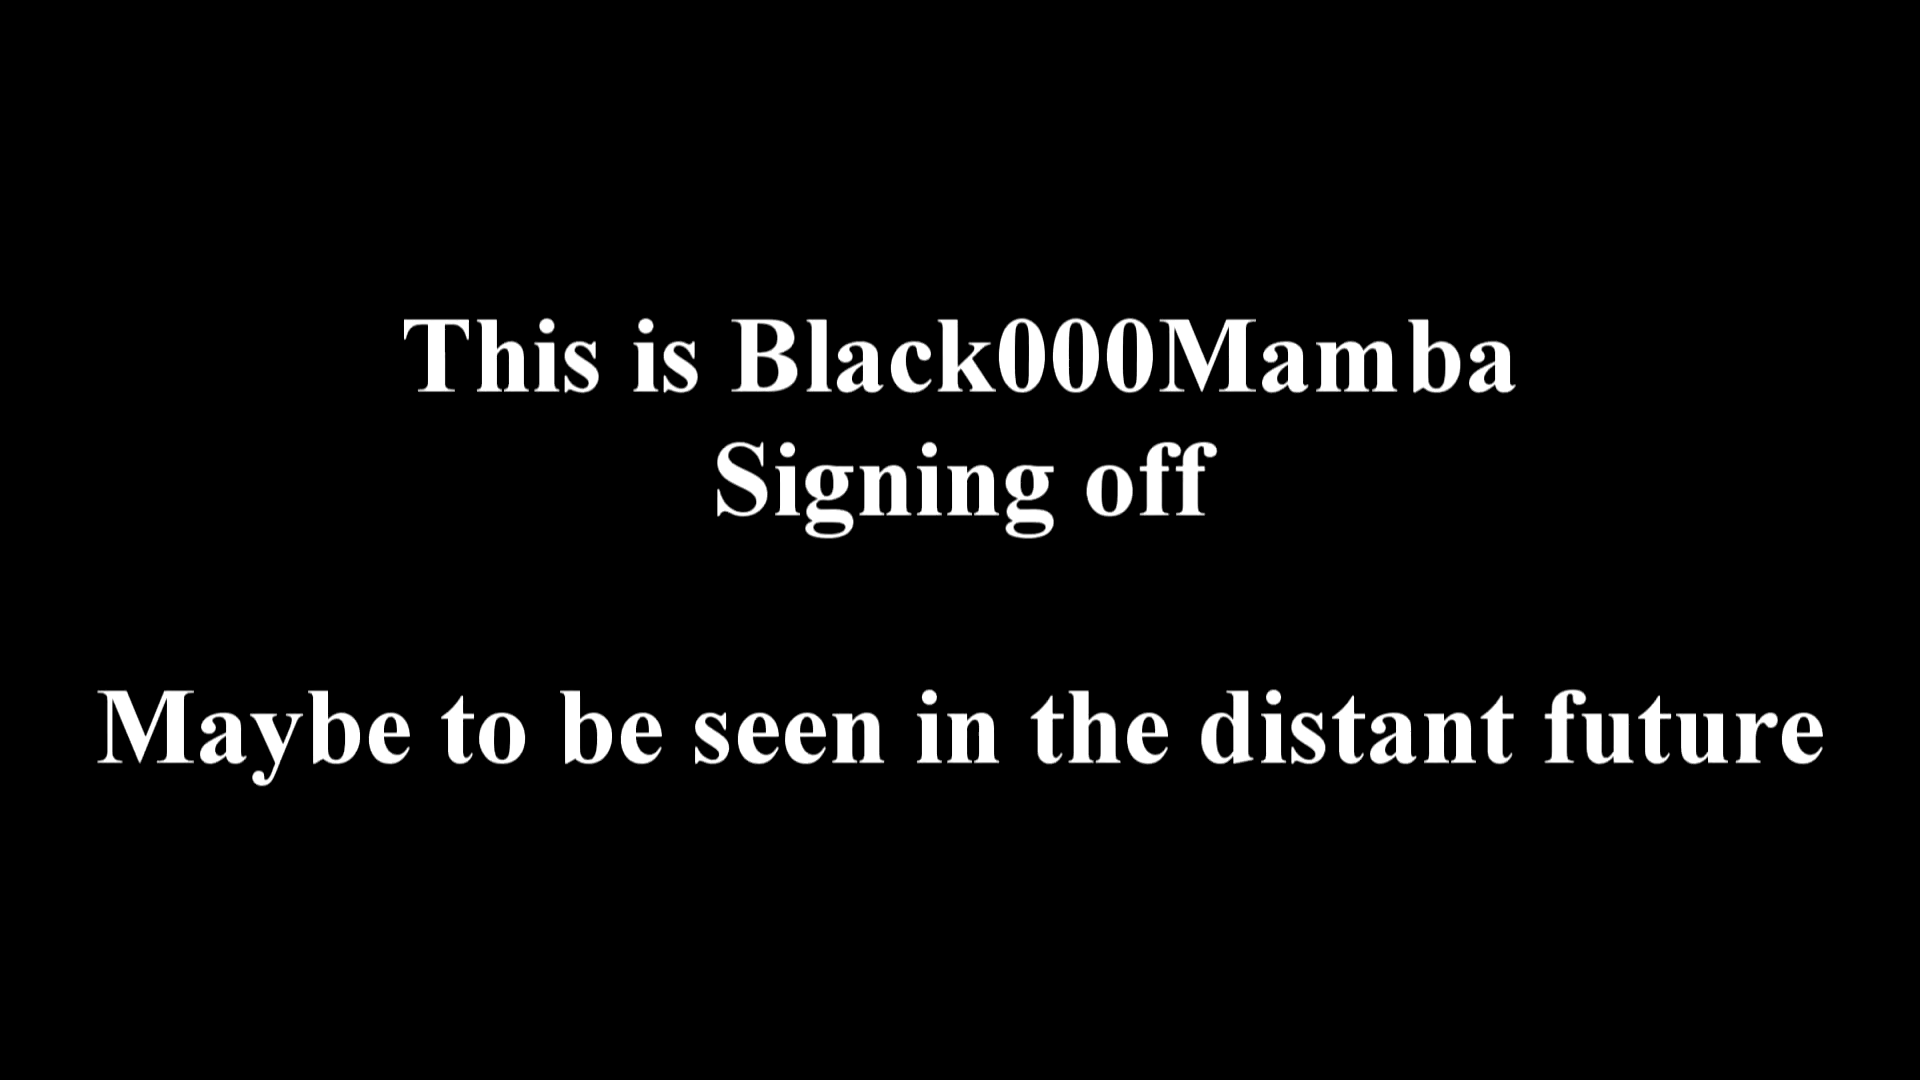 This is Black000Mamba
Signing off
Maybe to be seen in the distant future